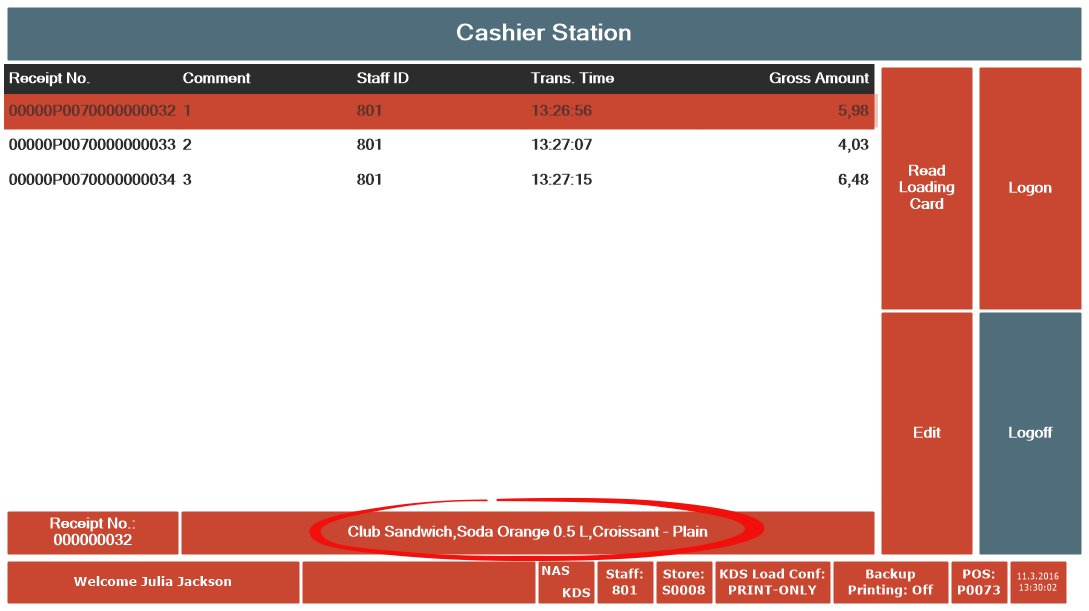 Cashier Station
Receipt No. Comment Staff ID Trans. Time Gross Amount
00000P0070000000032 1 801 13:26:56 5,98
00000P0070000000033 2 801 13:27:07 4,03
00000P0070000000034 3 801 13:27:15 6,48
Read
Loading
Card
Logon
Edit
Logoff
Receipt No.:
000000032
Club Sandwich,Soda Orange 0.5 L,Croissant - Plain
Welcome Julia Jackson
NAS
KDS
Staff:
801
Store:
S0008
KDS Load Conf:
PRINT-ONLY
Backup
Printing: Off
POS:
P0073
11.3.2016
13:30:02